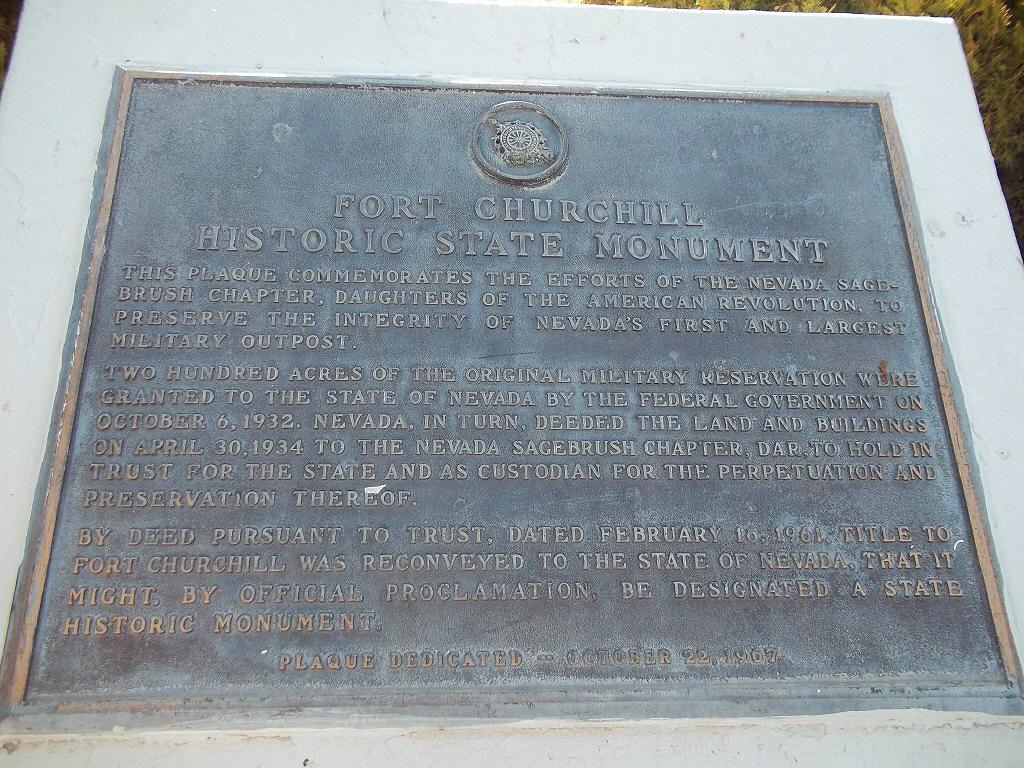 FORT CHURCHILL
HISTORIC STATE MONUMENT
THIS PLAQUE COMMEMORATES THE EFFORTS OF THE NEVADA SAGE-
BRUSH CHAPTER, DAUGHTERS OF THE AMERICAN REVOLUTION, TO
PRESERVE THE INTEGRITY OF NEVADA'S FIRST AND LARGEST
MILITARY OUTPOST.
TWO HUNDRED ACRES OF THE ORIGINAL MILITARY RESERVATION WERE
GRANTED TO THE STATE OF NEVADA BY THE FEDERAL GOVERNMENT ON
OCTOBER 6, 1932. NEVADA, IN TURN, DEEDED THE LAND AND BUILDINGS
ON APRIL 30, 1934 TO THE NEVADA SAGEBRUSH CHAPTER, DAR, TO HOLD IN
TRUST FOR THE STATE AND AS CUSTODIAN FOR THE PERPETUATION AND
PRESERVATION THEREOF.
BY DEED PURSUANT TO TRUST, DATED FEBRUARY 16, 1961, TITLE TO
FORT CHURCHILL WAS RECONVEYED TO THE STATE OF NEVADA, THAT IT
MIGHT, BY OFFICIAL PROCLAMATION, BE DESIGNATED A STATE
HISTORIC MONUMENT.
PLAQUE DEDICATED - OCTOBER 22, 1967